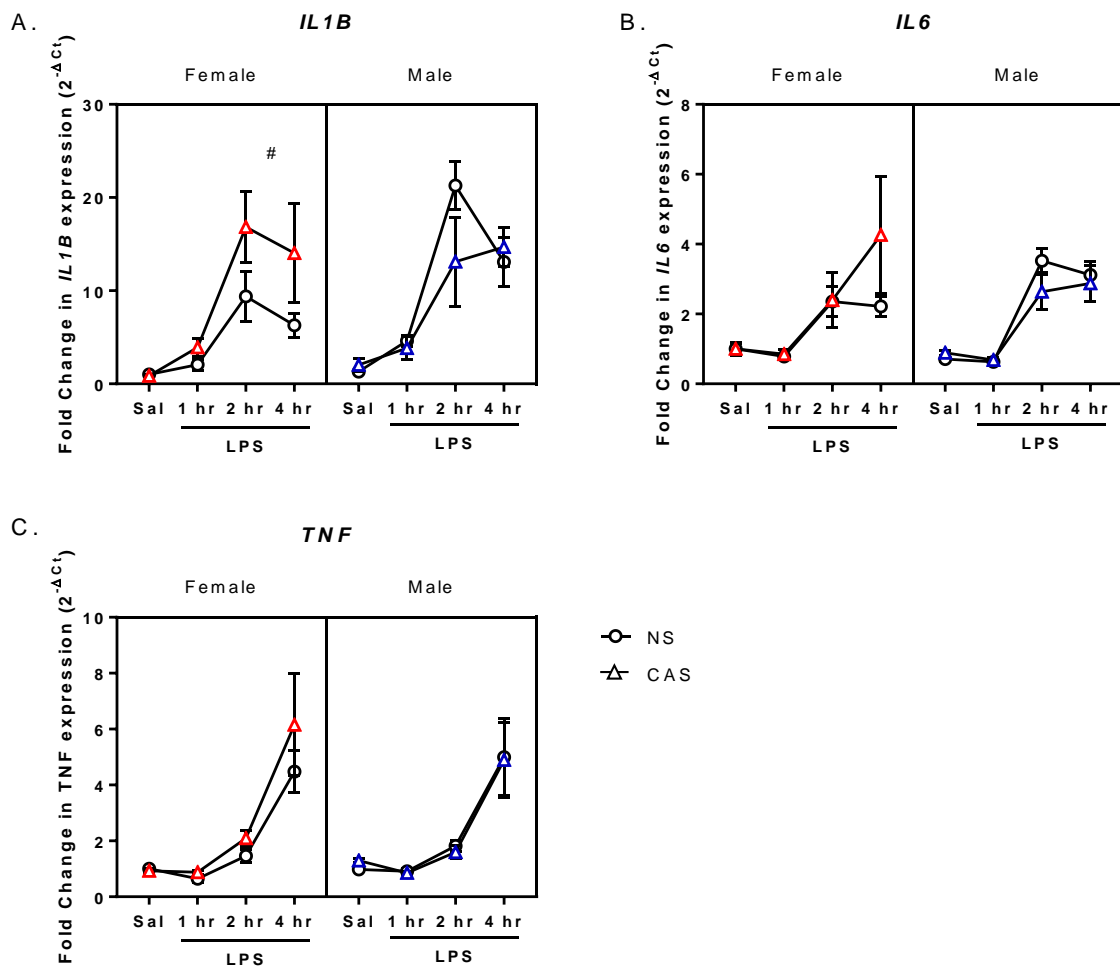 A. IL1B
Female Male
Fold Change in IL1B expression (2-ΔCt)
30
20
10
0
#
Sal 1 hr 2 hr 4 hr Sal 1 hr 2 hr 4 hr
LPS LPS
B. IL6
Female Male
Fold Change in IL6 expression (2-ΔCt)
8
6
4
2
0
Sal 1 hr 2 hr 4 hr Sal 1 hr 2 hr 4 hr
LPS LPS
C. TNF
Female Male
Fold Change in TNF expression (2-ΔCt)
10
8
6
4
2
0
Sal 1 hr 2 hr 4 hr Sal 1 hr 2 hr 4 hr
LPS LPS
NS
CAS